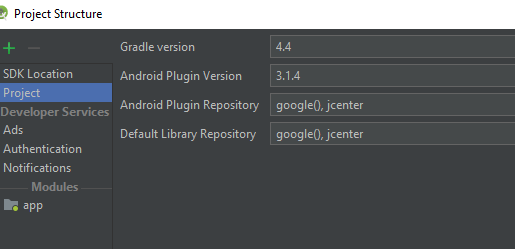 Project Structure
Gradle version 4.4
SDK Location
Android Plugin Version 3.1.4
Project
Android Plugin Repository google(), jcenter
Developer Services
Default Library Repository google(), jcenter
Ads
Authentication
Notifications
Modules
app